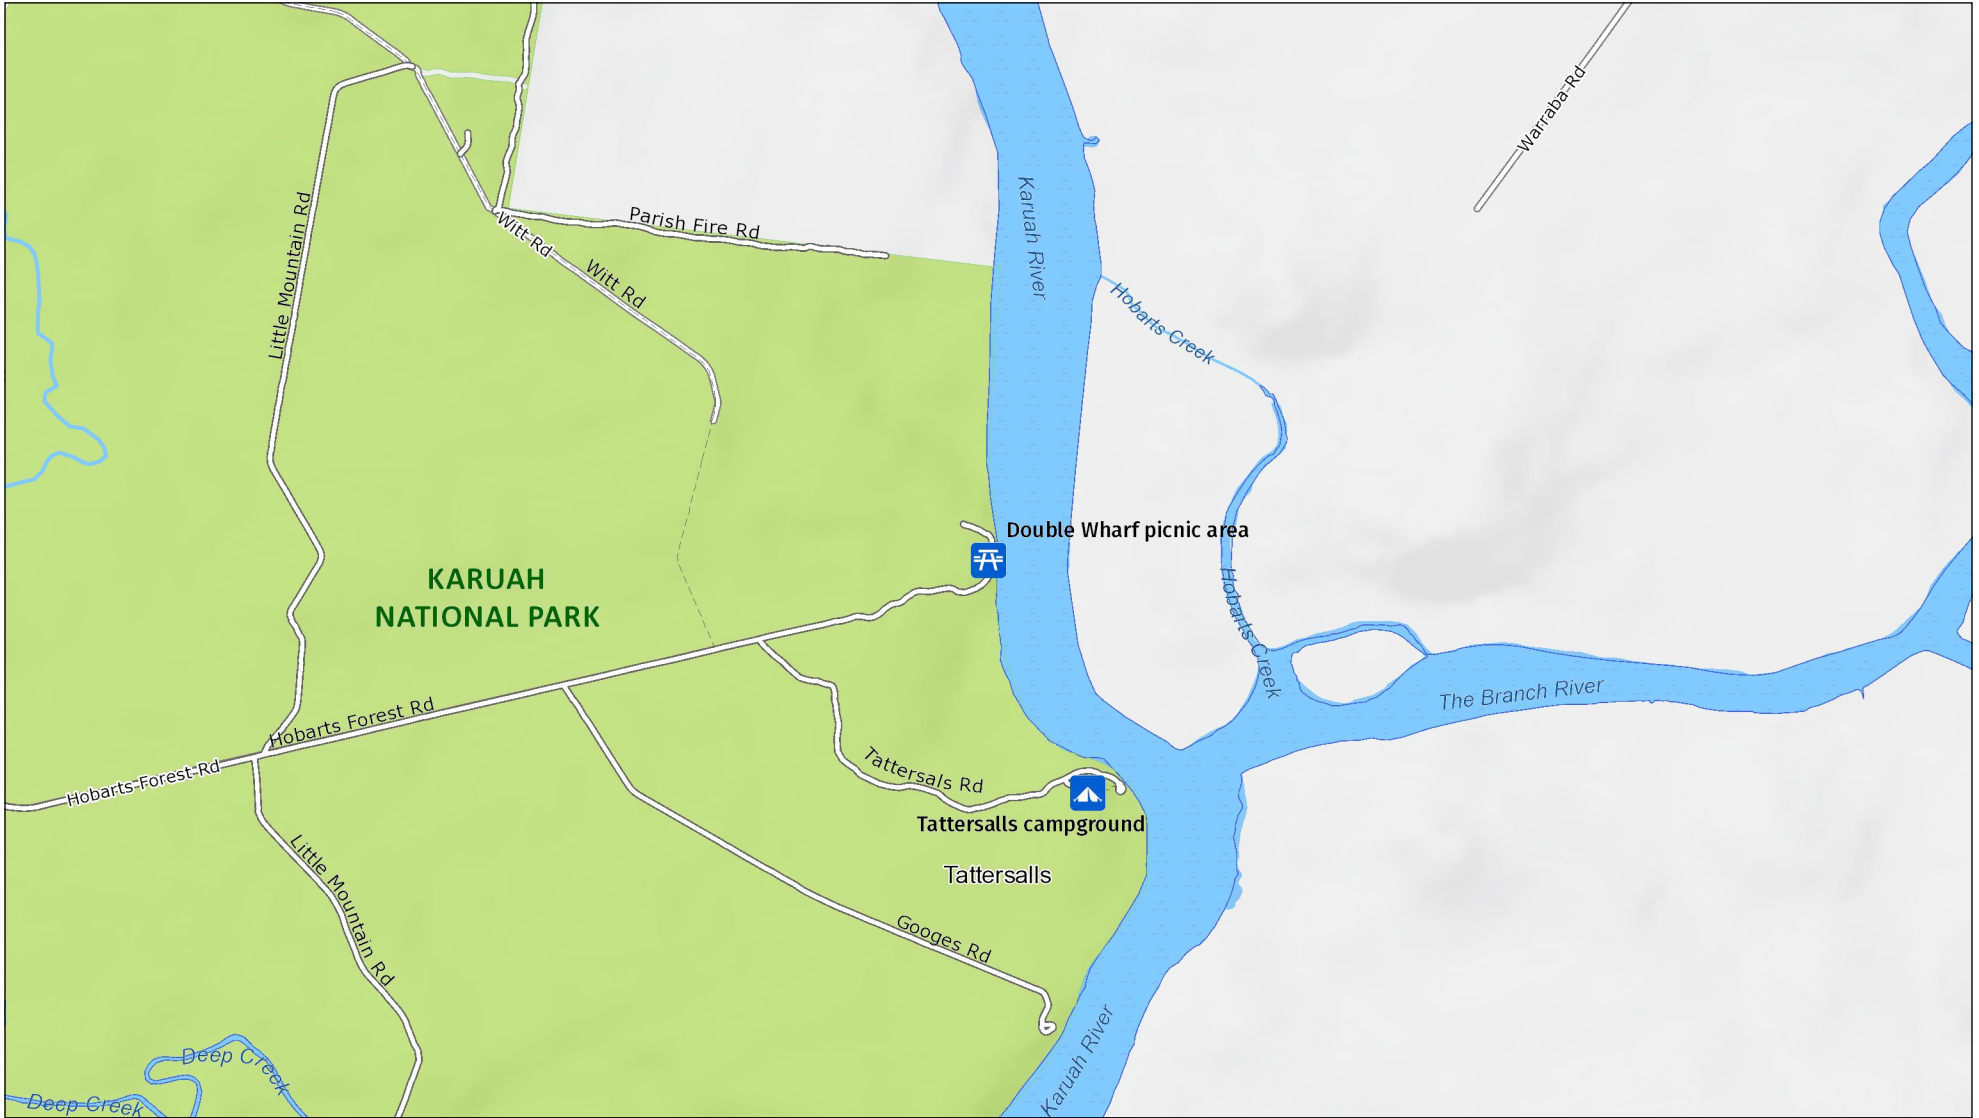 Warraba Rd
Karuah River
Little Mountain Rd
Parish Fire Rd
Witt Rd
Witt Rd
Hobarts Creek
Double Wharf picnic area
KARUAH
NATIONAL PARK
Hobarts Creek
The Branch River
Hobarts Forest Rd
Hobarts Forest Rd
Tattersals Rd
Tattersalls campground
Tattersalls
Little Mountain Rd
Googes Rd
Karuah River
Deep Creek
Deep Creek